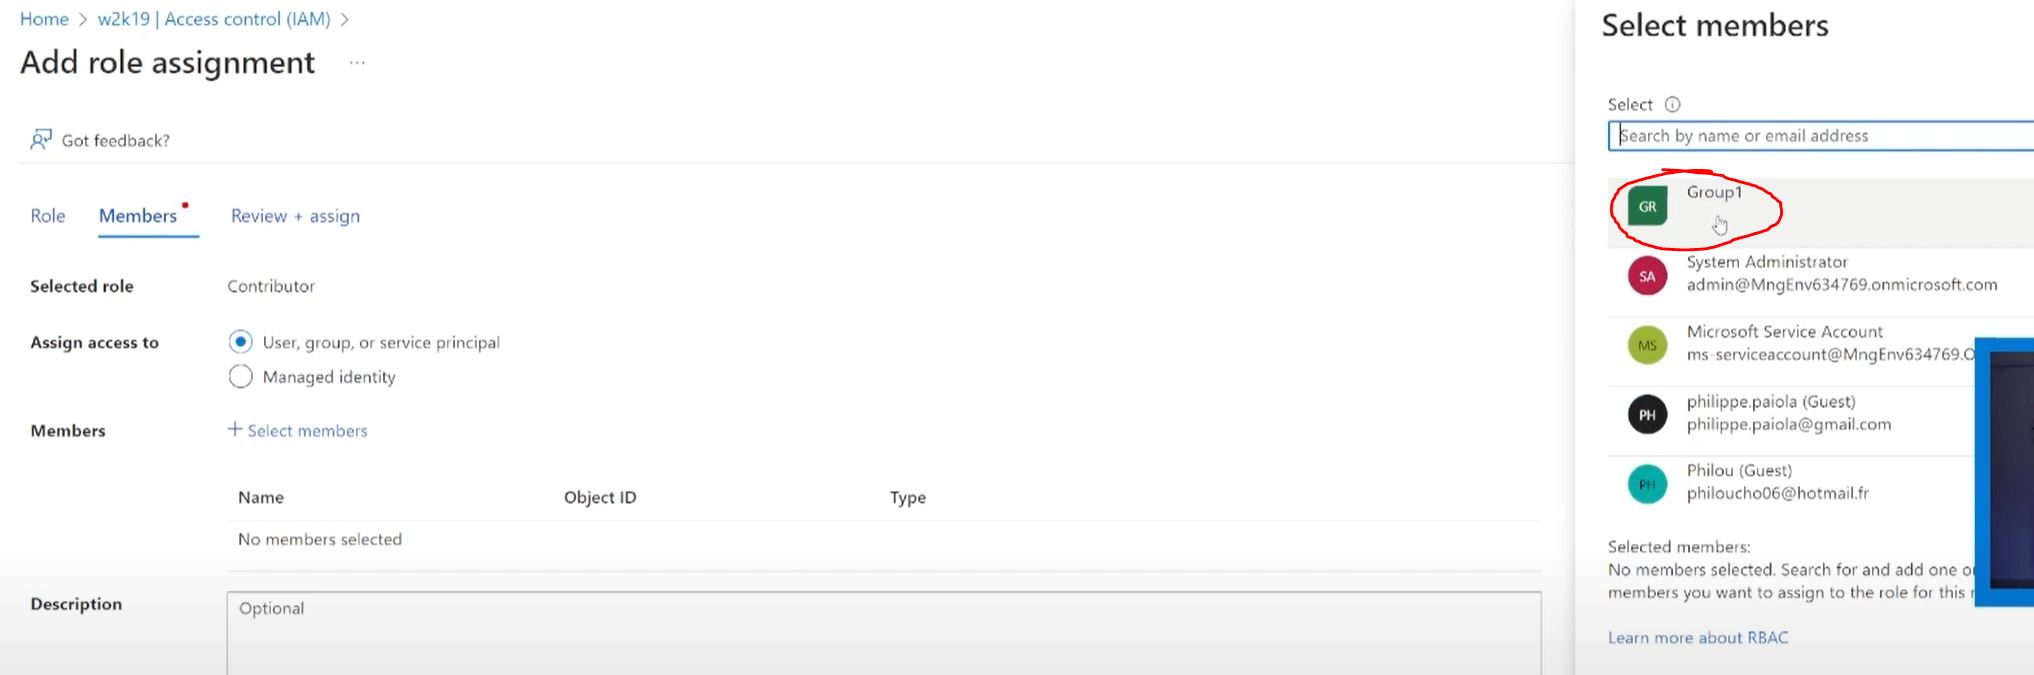 Home > w2k19 | Access control (IAM) >
Add role assignment ...
Got feedback?
Role Members Review + assign
Selected role Contributor
Assign access to User, group, or service principal
Managed identity
Members + Select members
Name Object ID Type
No members selected
Description Optional
Select members
Select
Search by name or email address
GR Group1
SA System Administrator
admin@MngEnv634769.onmicrosoft.com
MS Microsoft Service Account
ms-serviceaccount@MngEnv634769.O
PH philippe.paiola (Guest)
philippe.paiola@gmail.com
PH Philou (Guest)
philoucho06@hotmail.fr
Selected members:
No members selected. Search for and add one
members you want to assign to the role for this
Learn more about RBAC